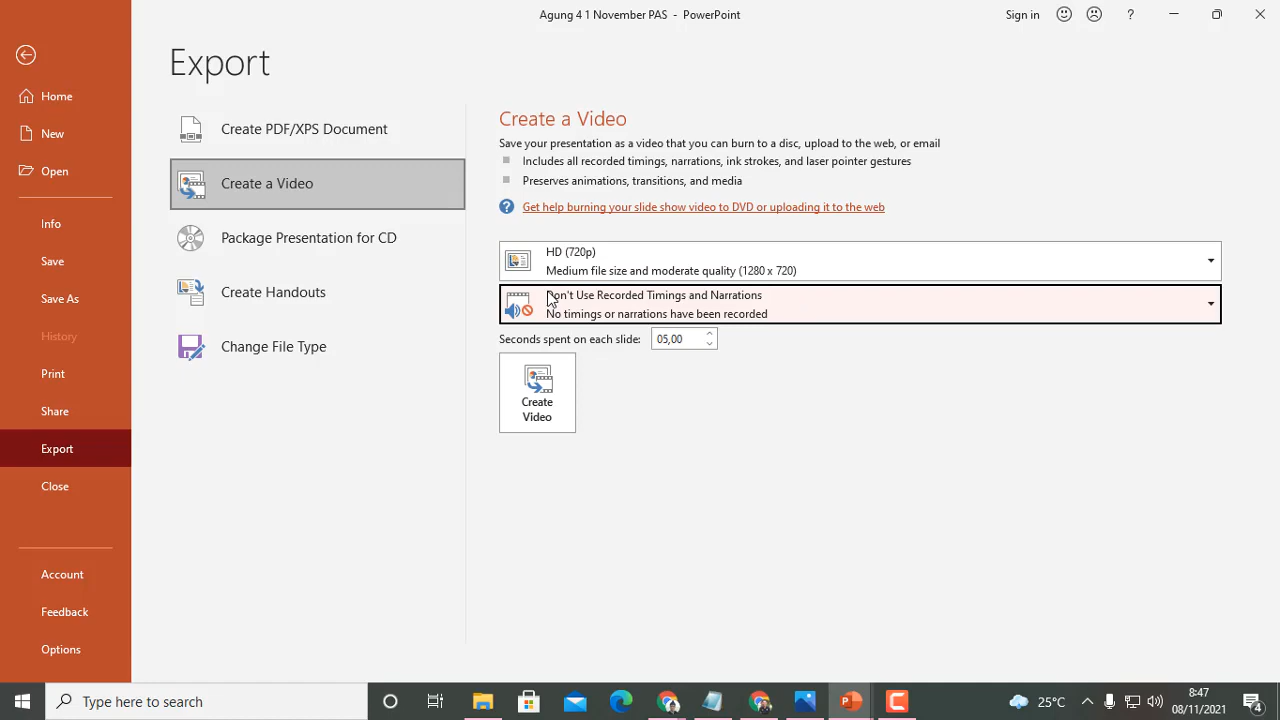 Agung 4 1 November PAS - PowerPoint
Sign in
?
Export
Home
New
Open
Info
Save
Save As
History
Print
Share
Export
Close
Account
Feedback
Options
Create PDF/XPS Document
Create a Video
Package Presentation for CD
Create Handouts
Change File Type
Create a Video
Save your presentation as a video that you can burn to a disc, upload to the web, or email
Includes all recorded timings, narrations, ink strokes, and laser pointer gestures
Preserves animations, transitions, and media
? Get help burning your slide show video to DVD or uploading it to the web
HD (720p)
Medium file size and moderate quality (1280 x 720)
Don't Use Recorded Timings and Narrations
No timings or narrations have been recorded
Seconds spent on each slide: 05,00
Create
Video
Type here to search
25°C
8:47
08/11/2021
4